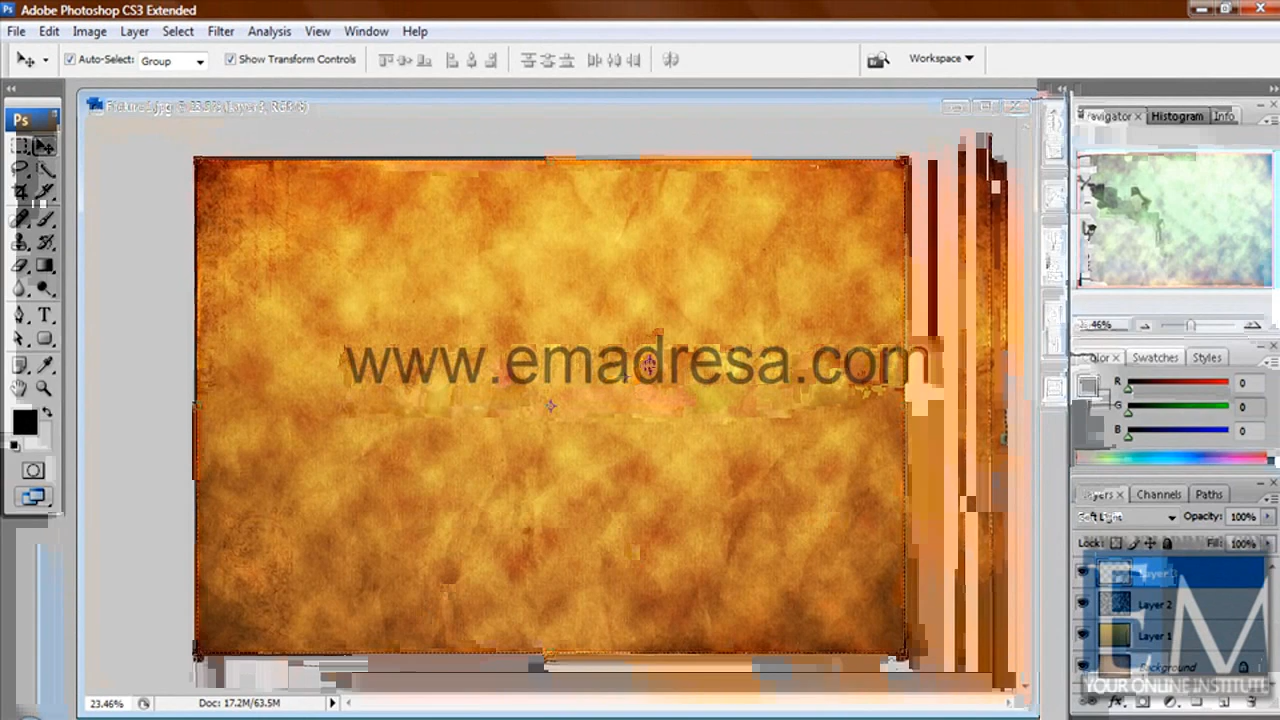 Adobe Photoshop CS3 Extended
File Edit Image Layer Select Filter Analysis View Window Help
Auto-Select: Group Show Transform Controls Workspace
Ps
Navigator Histogram Info
www.emadresa.com
Color Swatches Styles
R 0
G 0
B 0
Layers Channels Paths
Soft Light Opacity: 100%
Lock: Fill: 100%
Layer 2
Layer 1
Background
EM
YOUR ONLINE INSTITUTE
23.46% Doc: 17.2M/63.5M